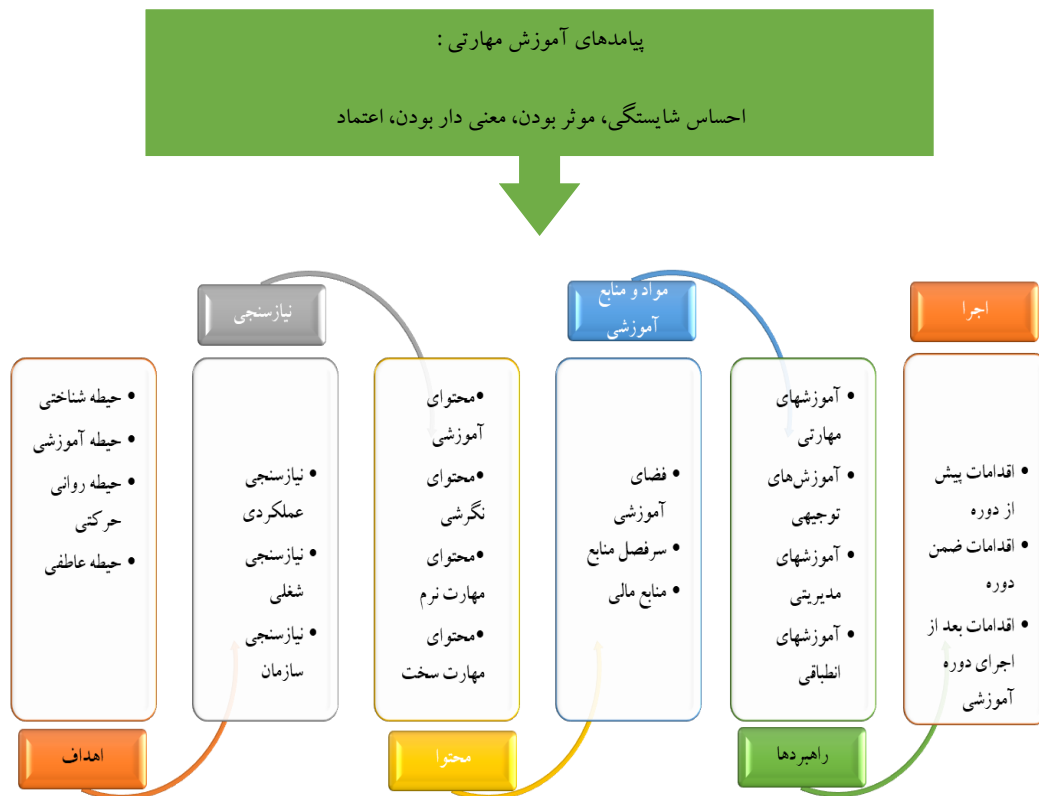 پیامدهای آموزش مهارتی :
احساس شایستگی، موثر بودن، معنی دار بودن، اعتماد
اهداف
• حیطه شناختی
• حیطه آموزشی
• حیطه روانی
حرکتی
• حیطه عاطفی
نیازسنجی
• نیازسنجی
عملکردی
• نیازسنجی
شغلی
• نیازسنجی
سازمان
محتوا
•محتوای
آموزشی
•محتوای
نگرشی
•محتوای
مهارت نرم
•محتوای
مهارت سخت
مواد و منابع
آموزشی
• فضای
آموزشی
• سرفصل منابع
• منابع مالی
راهبردها
• آموزشهای
مهارتی
• آموزش‌های
توجیهی
• آموزشهای
مدیریتی
• آموزشهای
انطباقی
اجرا
• اقدامات پیش
از دوره
• اقدامات ضمن
دوره
• اقدامات بعد از
اجرای دوره
آموزشی